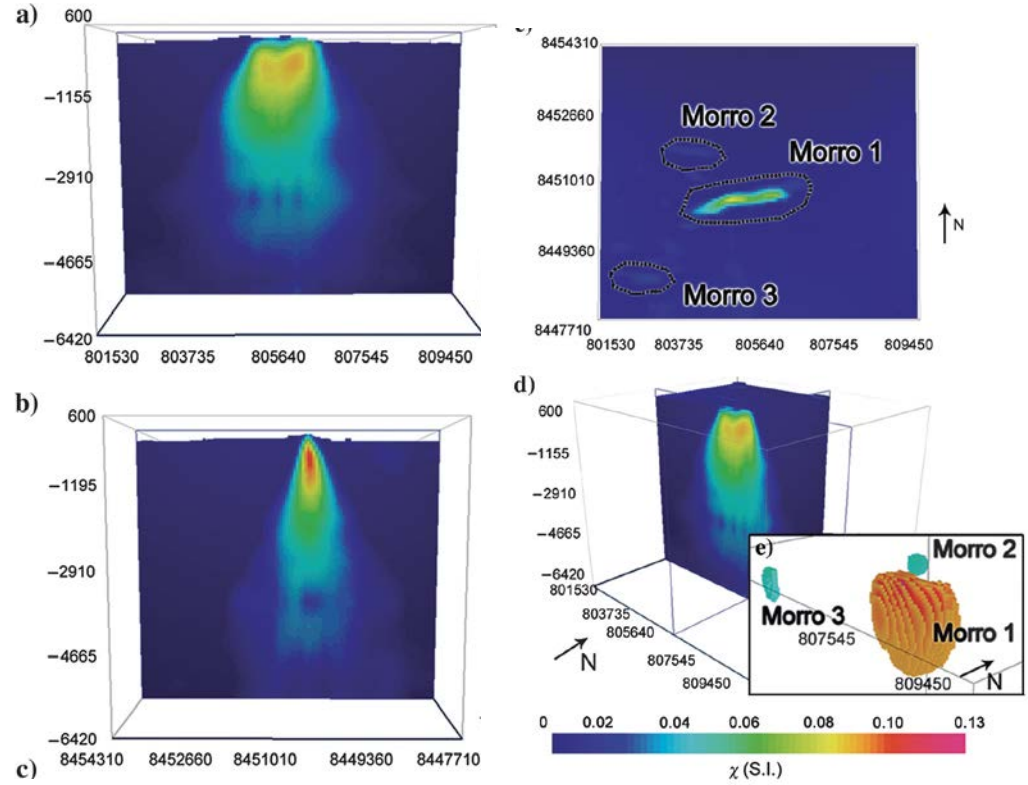 a)
600
−1155
−2910
−4665
−6420
801530 803735 805640 807545 809450
8454310
8452660
8451010
8449360
8447710
801530 803735 805640 807545 809450
Morro 2
Morro 1
Morro 3
N
b)
600
−1195
−2910
−4665
−6420
8454310 8452660 8451010 8449360 8447710
c)
d)
600
−1155
−2910
−4665
−6420
801530
803735
805640
807545
809450
N
e)
Morro 2
Morro 3
807545
Morro 1
809450
N
0 0.02 0.04 0.06 0.08 0.10 0.13
χ (S.I.)